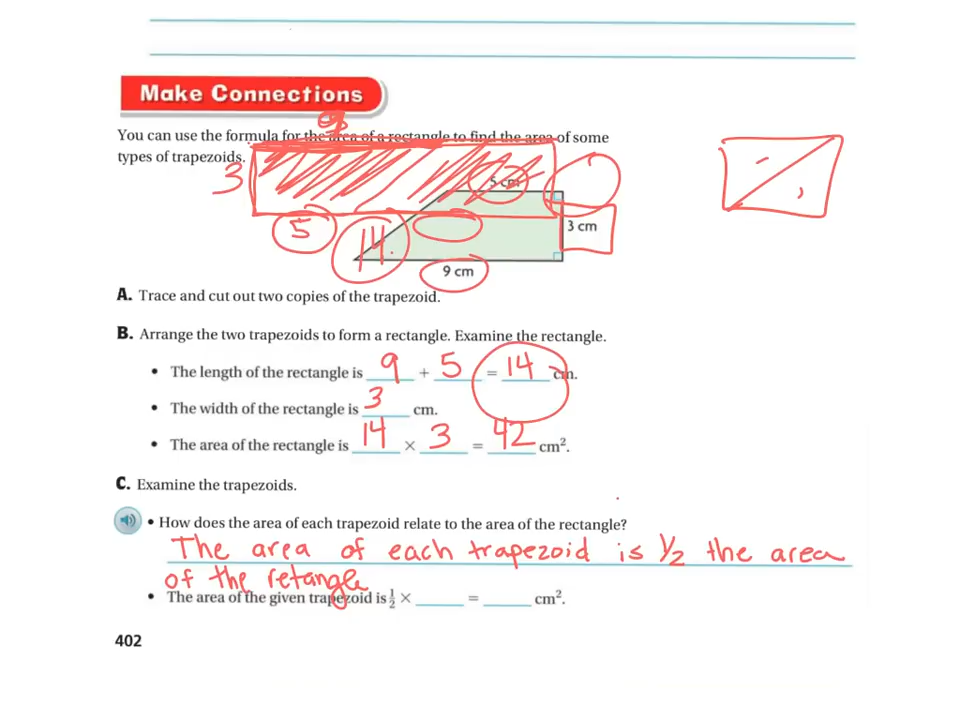 Make Connections
9
You can use the formula for the area of a rectangle to find the area of some
types of trapezoids.
3
5 cm
5
14
3 cm
9 cm
A. Trace and cut out two copies of the trapezoid.
B. Arrange the two trapezoids to form a rectangle. Examine the rectangle.
• The length of the rectangle is 9 + 5 = 14 cm.
• The width of the rectangle is 3 cm.
• The area of the rectangle is 14 × 3 = 42 cm².
C. Examine the trapezoids.
• How does the area of each trapezoid relate to the area of the rectangle?
The area of each trapezoid is 1/2 the area
of the retangle
• The area of the given trapezoid is ½ × ____ = ____ cm².
402